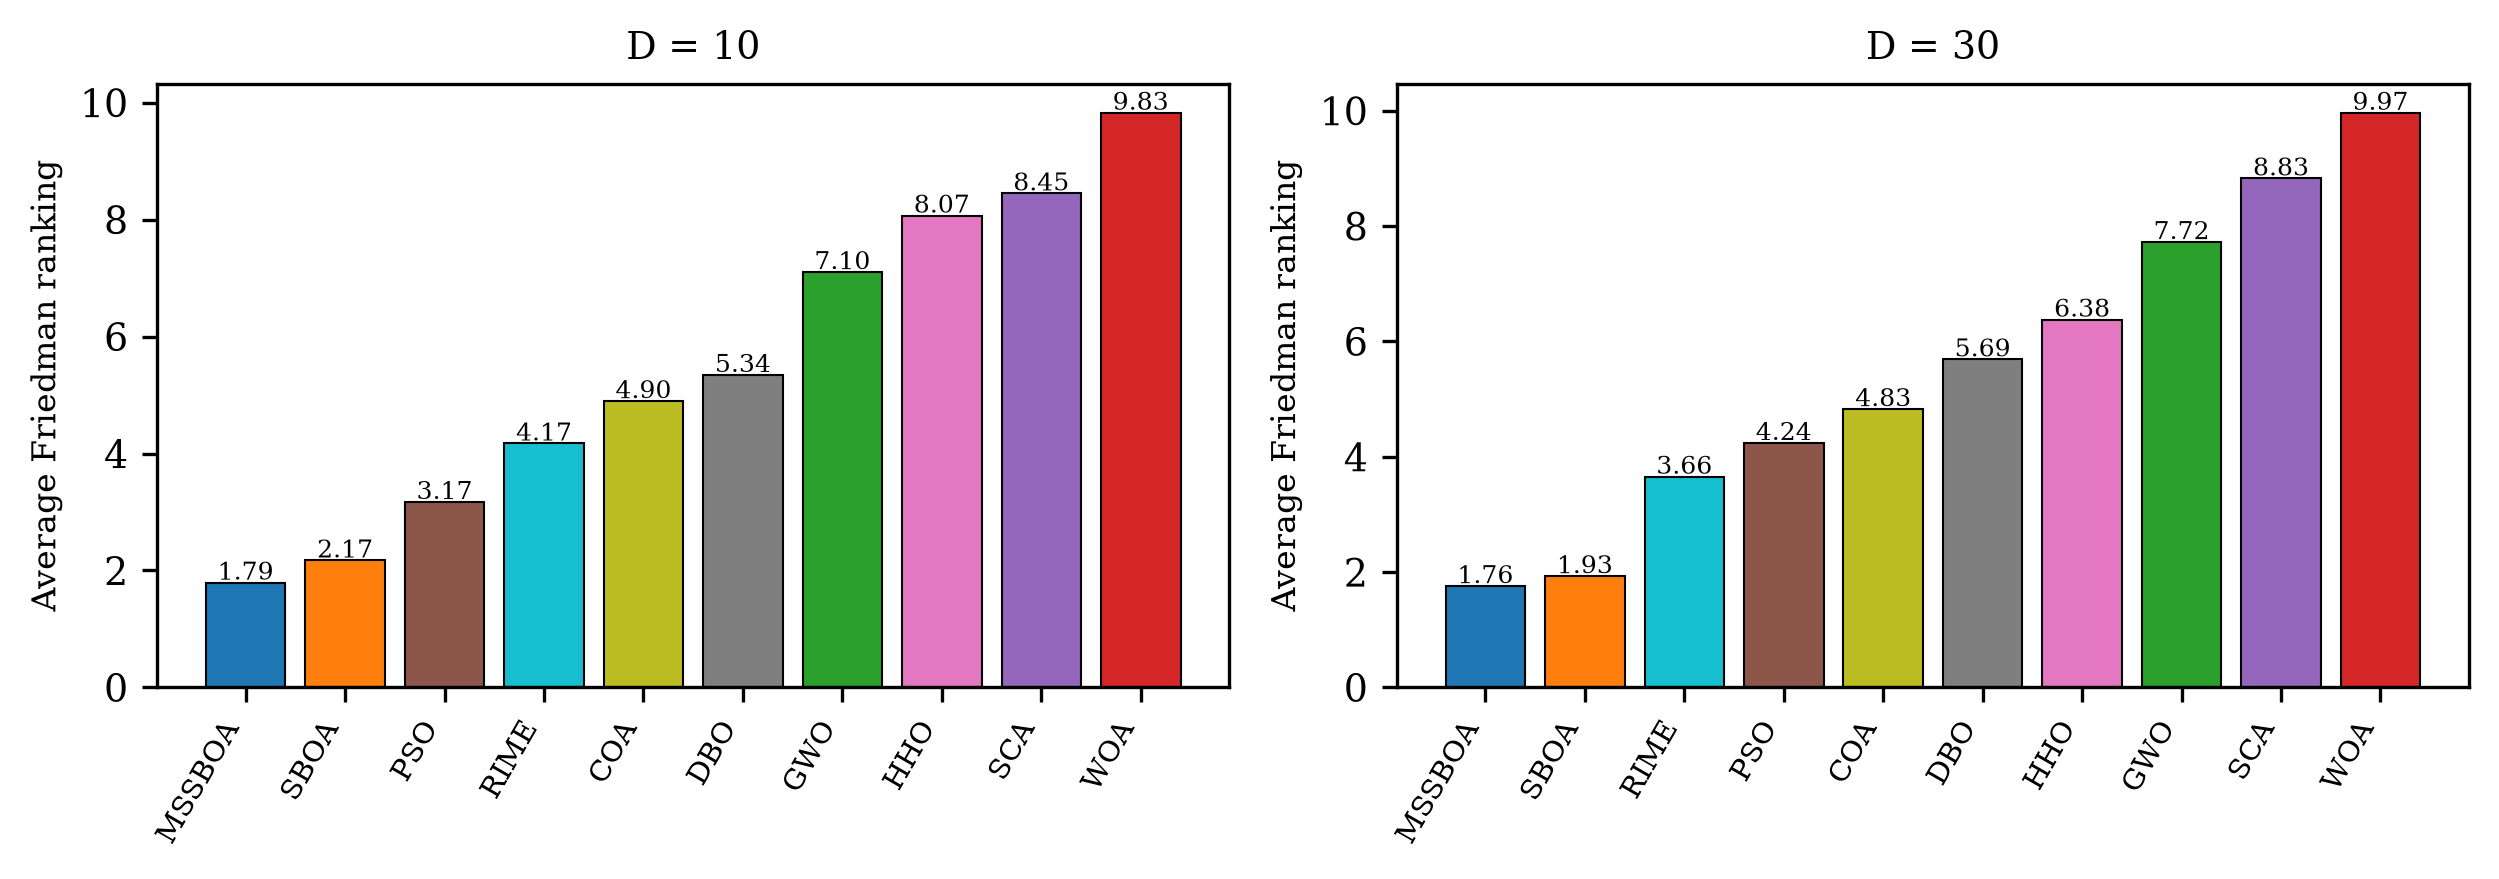 D = 10
Average Friedman ranking
10
8
6
4
2
0
1.79
2.17
3.17
4.17
4.90
5.34
7.10
8.07
8.45
9.83
MSSBOA
SBOA
PSO
RIME
COA
DBO
GWO
HHO
SCA
WOA
D = 30
Average Friedman ranking
10
8
6
4
2
0
1.76
1.93
3.66
4.24
4.83
5.69
6.38
7.72
8.83
9.97
MSSBOA
SBOA
RIME
PSO
COA
DBO
HHO
GWO
SCA
WOA